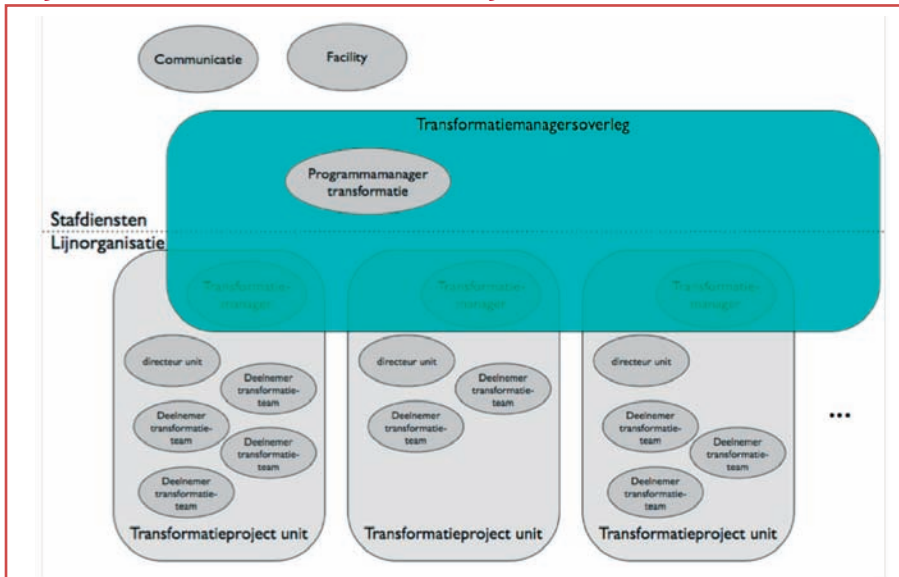 Communicatie
Facility
Transformatiemanagersoverleg
Programmamanager
transformatie
Stafdiensten
Lijnorganisatie
Transformatie-
manager
directeur unit
Deelnemer
transformatie-
team
Deelnemer
transformatie-
team
Deelnemer
transformatie-
team
Deelnemer
transformatie-
team
Transformatieproject unit
Transformatie-
manager
directeur unit
Deelnemer
transformatie-
team
Deelnemer
transformatie-
team
Transformatieproject unit
Transformatie-
manager
directeur unit
Deelnemer
transformatie-
team
Deelnemer
transformatie-
team
Deelnemer
transformatie-
team
Transformatieproject unit
...